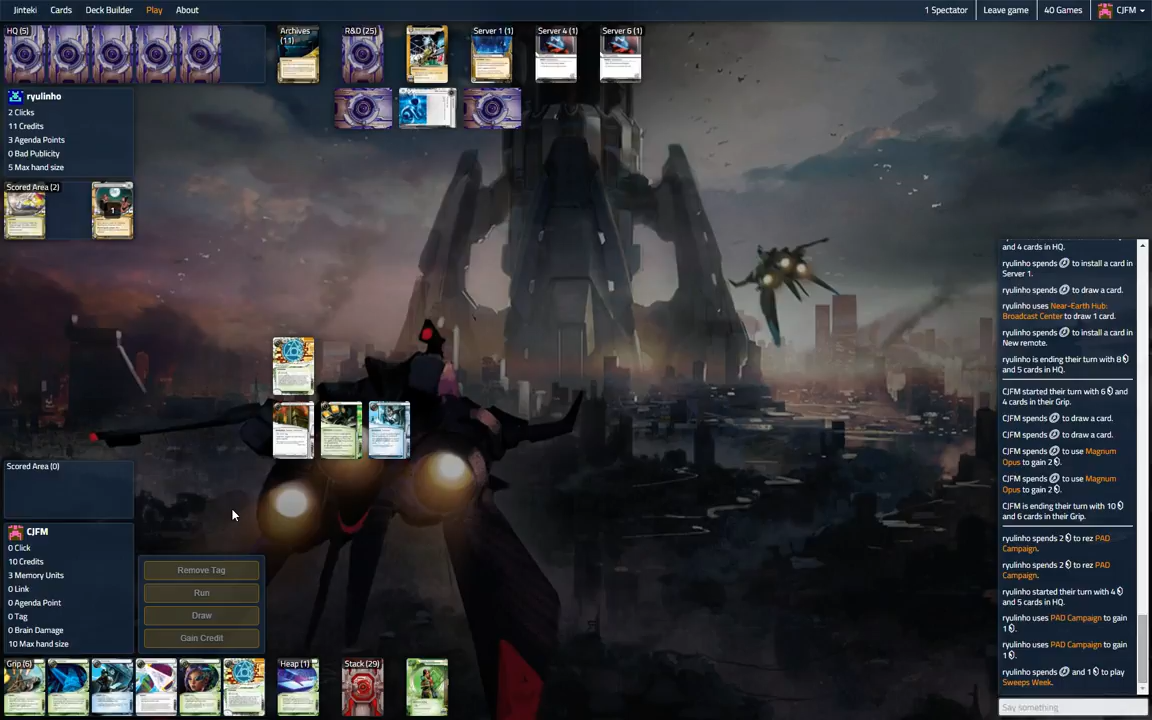 Jinteki
Cards
Deck Builder
Play
About
1 Spectator
Leave game
40 Games
CJFM
HQ (5)
Archives (11)
R&D (25)
Server 1 (1)
Server 4 (1)
Server 6 (1)
ryulinho
2 Clicks
11 Credits
3 Agenda Points
0 Bad Publicity
5 Max hand size
Scored Area (2)
1
and 4 cards in HQ.
ryulinho spends to install a card in
Server 1.
ryulinho spends to draw a card.
ryulinho uses Near-Earth Hub:
Broadcast Center to draw 1 card.
ryulinho spends to install a card in
New remote.
ryulinho is ending their turn with 8
and 5 cards in HQ.
CJFM started their turn with 6 and
4 cards in their Grip.
CJFM spends to draw a card.
CJFM spends to draw a card.
CJFM spends to use Magnum
Opus to gain 2.
CJFM spends to use Magnum
Opus to gain 2.
CJFM is ending their turn with 10
and 6 cards in their Grip.
ryulinho spends 2 to rez PAD
Campaign.
ryulinho spends 2 to rez PAD
Campaign.
ryulinho started their turn with 4
and 5 cards in HQ.
ryulinho uses PAD Campaign to gain
1.
ryulinho uses PAD Campaign to gain
1.
ryulinho spends and 1 to play
Sweeps Week.
Say something
Scored Area (0)
CJFM
0 Click
10 Credits
3 Memory Units
0 Link
0 Agenda Point
0 Tag
0 Brain Damage
10 Max hand size
Remove Tag
Run
Draw
Gain Credit
Grip (6)
Heap (1)
Stack (29)